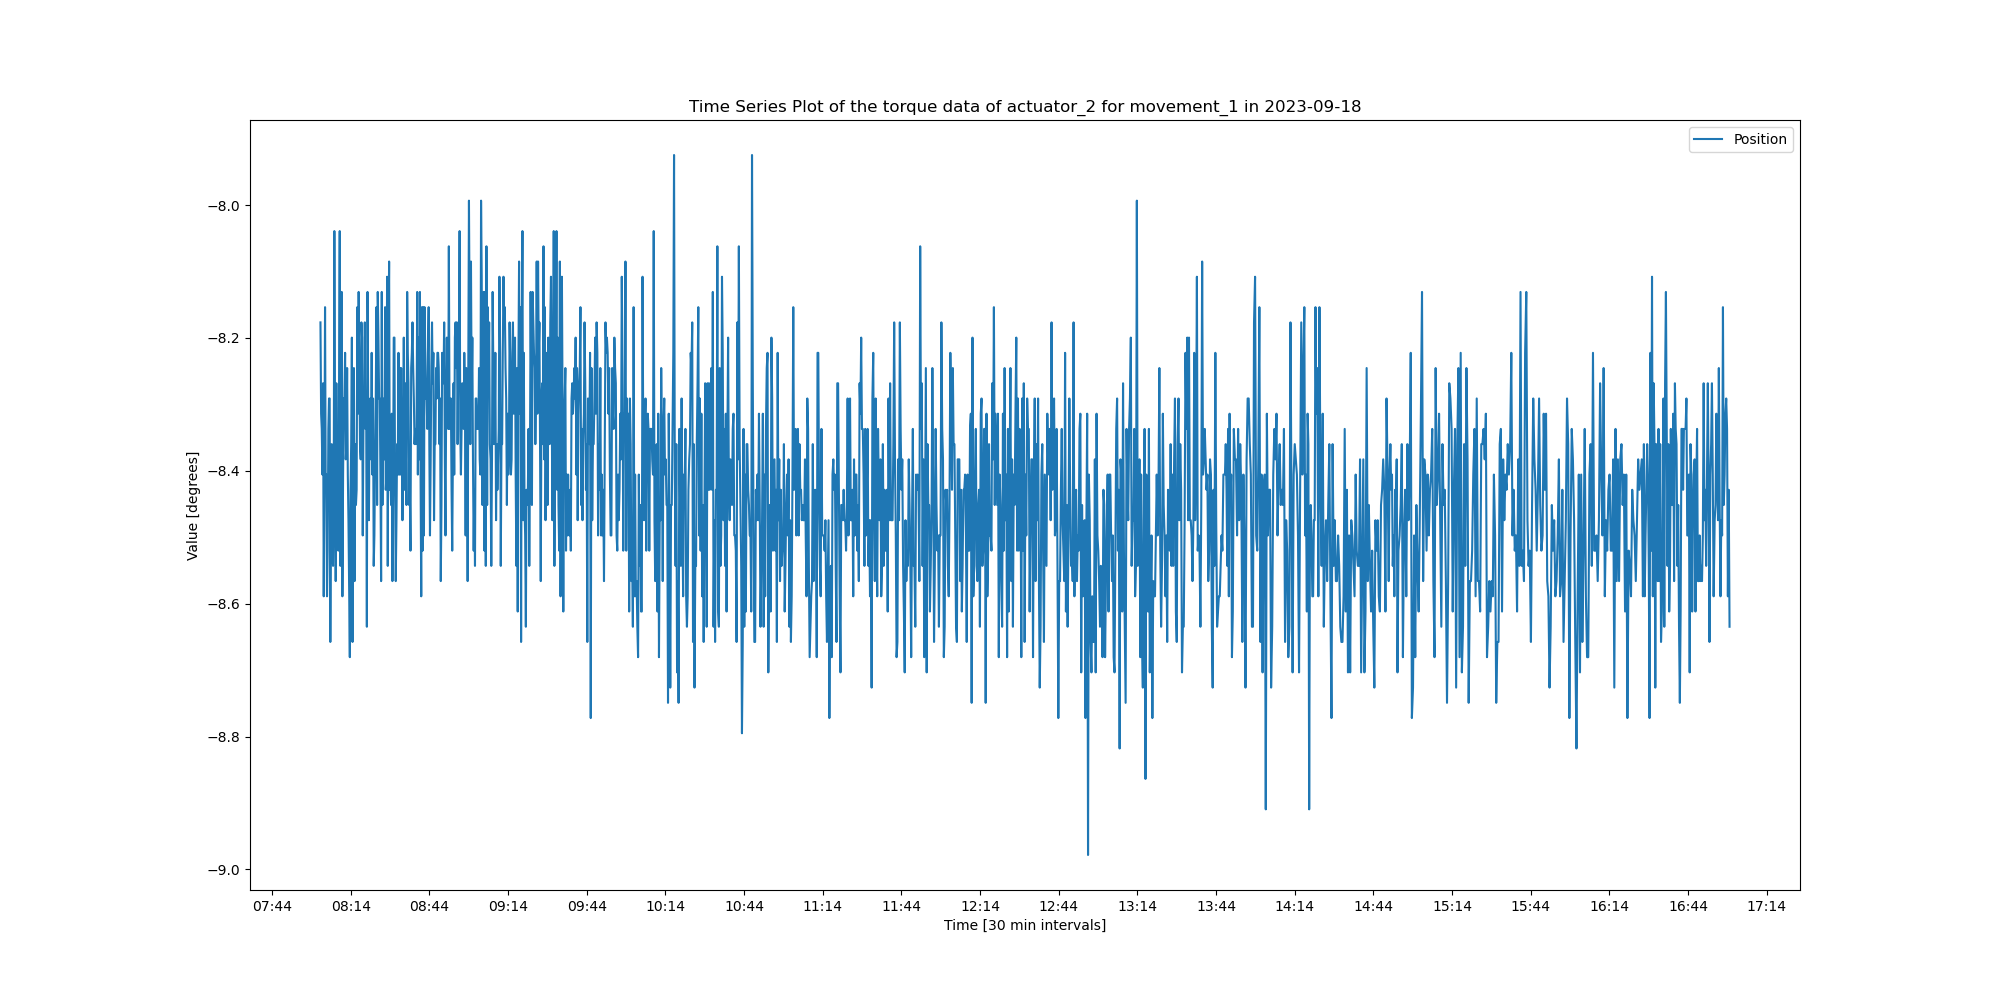 Time Series Plot of the torque data of actuator_2 for movement_1 in 2023-09-18
Position
−8.0
−8.2
−8.4
−8.6
−8.8
−9.0
Value [degrees]
07:44 08:14 08:44 09:14 09:44 10:14 10:44 11:14 11:44 12:14 12:44 13:14 13:44 14:14 14:44 15:14 15:44 16:14 16:44 17:14
Time [30 min intervals]